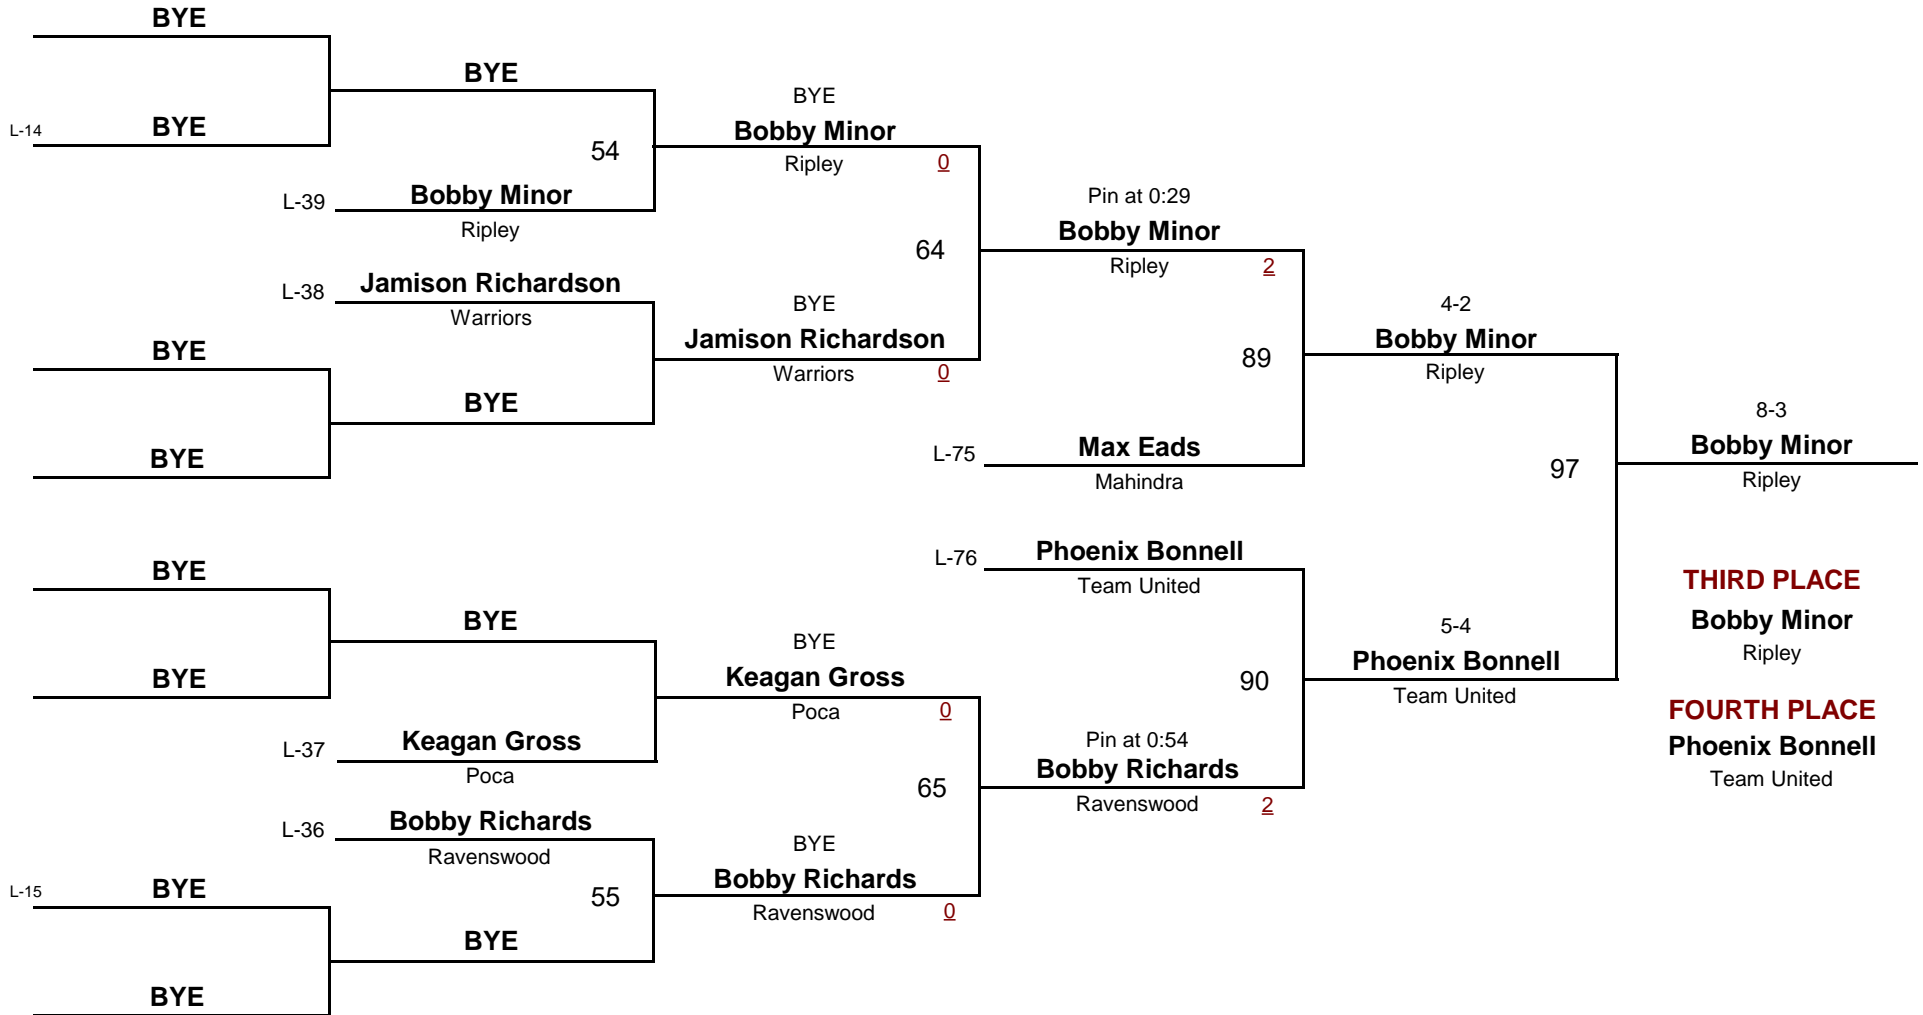 BYE
BYE
BYE
L-14 BYE
Bobby Minor
54
Ripley 0
L-39 Bobby Minor
Ripley
Pin at 0:29
Bobby Minor
64
Ripley 2
L-38 Jamison Richardson
Warriors
BYE
Jamison Richardson
Warriors 0
4-2
Bobby Minor
Ripley
BYE
89
BYE
8-3
Bobby Minor
Ripley
L-75 Max Eads
Mahindra
BYE
97
L-76 Phoenix Bonnell
Team United
BYE
THIRD PLACE
Bobby Minor
Ripley
BYE
BYE
Keagan Gross
Poca 0
5-4
Phoenix Bonnell
Team United
BYE
90
FOURTH PLACE
Phoenix Bonnell
Team United
L-37 Keagan Gross
Poca
Pin at 0:54
Bobby Richards
Ravenswood 2
65
L-36 Bobby Richards
Ravenswood
BYE
Bobby Richards
Ravenswood 0
L-15 BYE
55
BYE
BYE